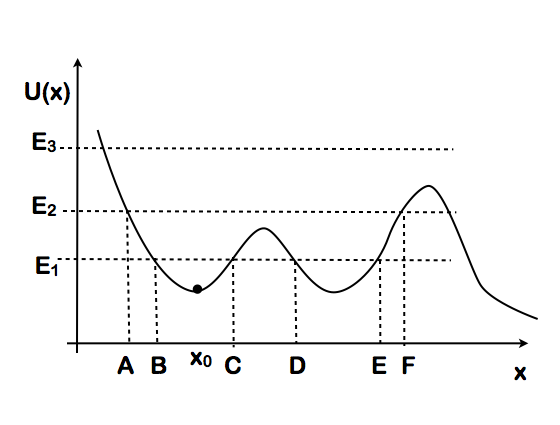 U(x)
E₃
E₂
E₁
A B x₀ C D E F
x